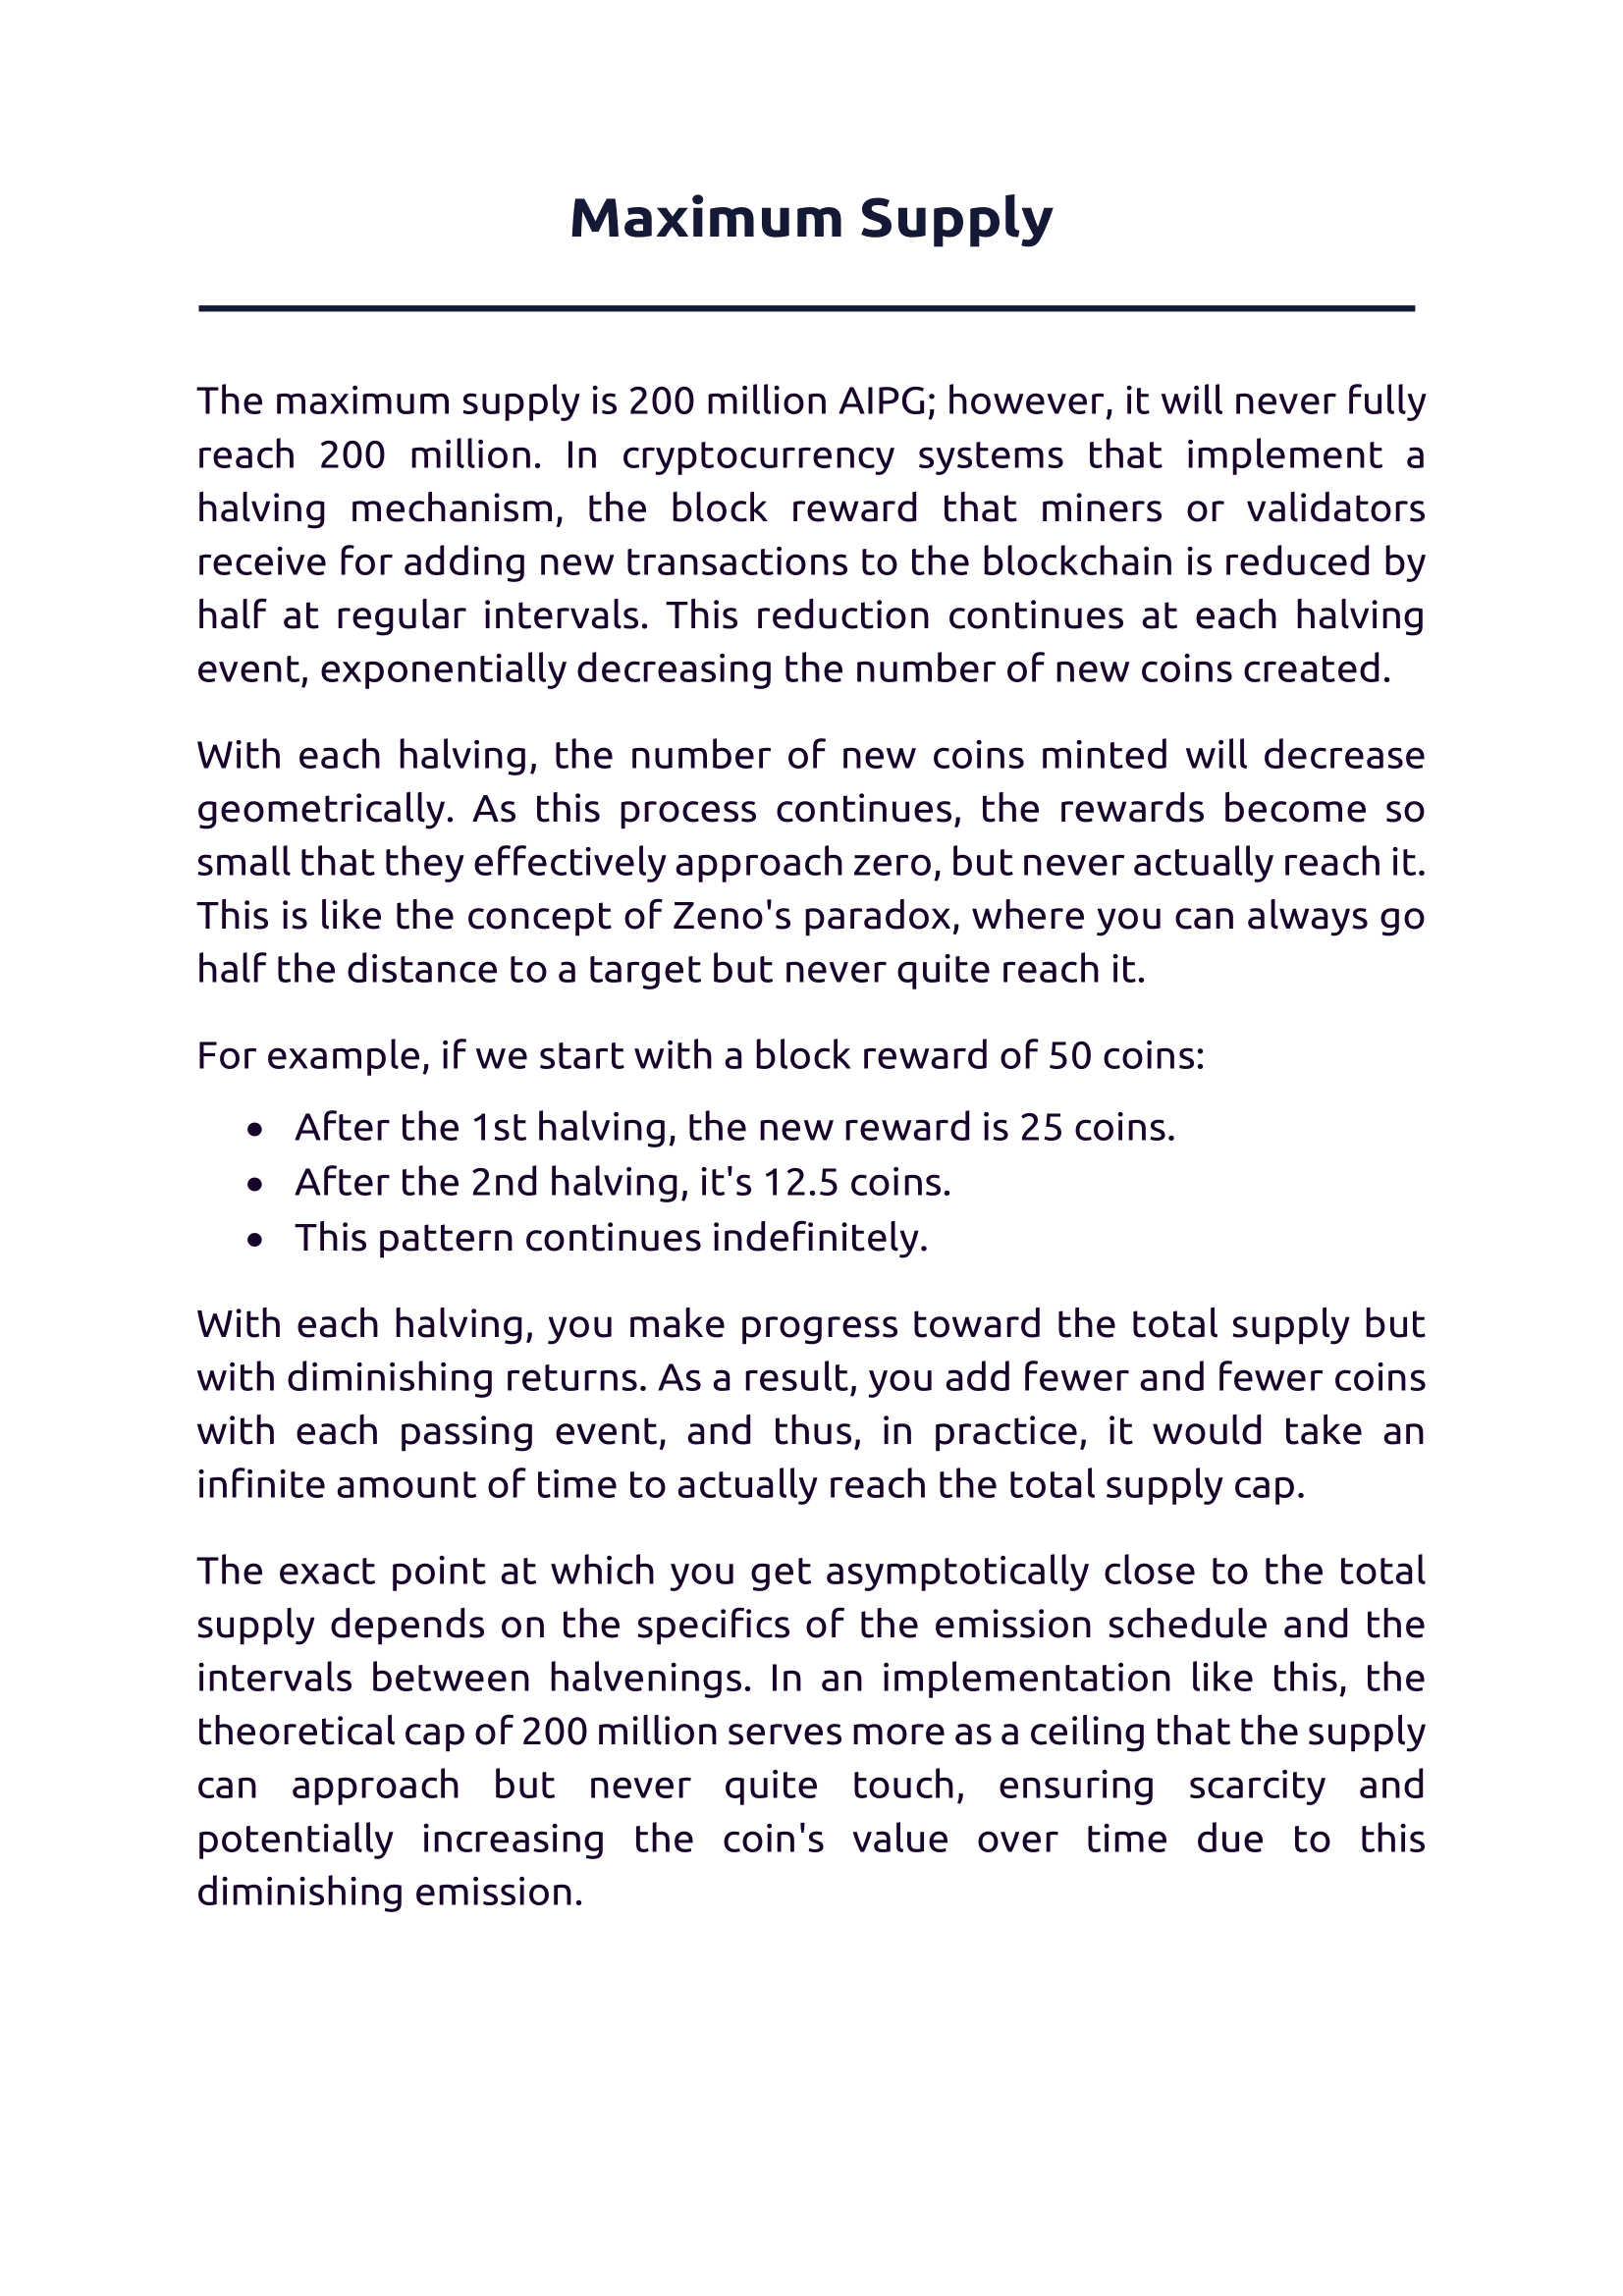 Maximum Supply
The maximum supply is 200 million AIPG; however, it will never fully
reach 200 million. In cryptocurrency systems that implement a
halving mechanism, the block reward that miners or validators
receive for adding new transactions to the blockchain is reduced by
half at regular intervals. This reduction continues at each halving
event, exponentially decreasing the number of new coins created.
With each halving, the number of new coins minted will decrease
geometrically. As this process continues, the rewards become so
small that they effectively approach zero, but never actually reach it.
This is like the concept of Zeno's paradox, where you can always go
half the distance to a target but never quite reach it.
For example, if we start with a block reward of 50 coins:
• After the 1st halving, the new reward is 25 coins.
• After the 2nd halving, it's 12.5 coins.
• This pattern continues indefinitely.
With each halving, you make progress toward the total supply but
with diminishing returns. As a result, you add fewer and fewer coins
with each passing event, and thus, in practice, it would take an
infinite amount of time to actually reach the total supply cap.
The exact point at which you get asymptotically close to the total
supply depends on the specifics of the emission schedule and the
intervals between halvenings. In an implementation like this, the
theoretical cap of 200 million serves more as a ceiling that the supply
can approach but never quite touch, ensuring scarcity and
potentially increasing the coin's value over time due to this
diminishing emission.